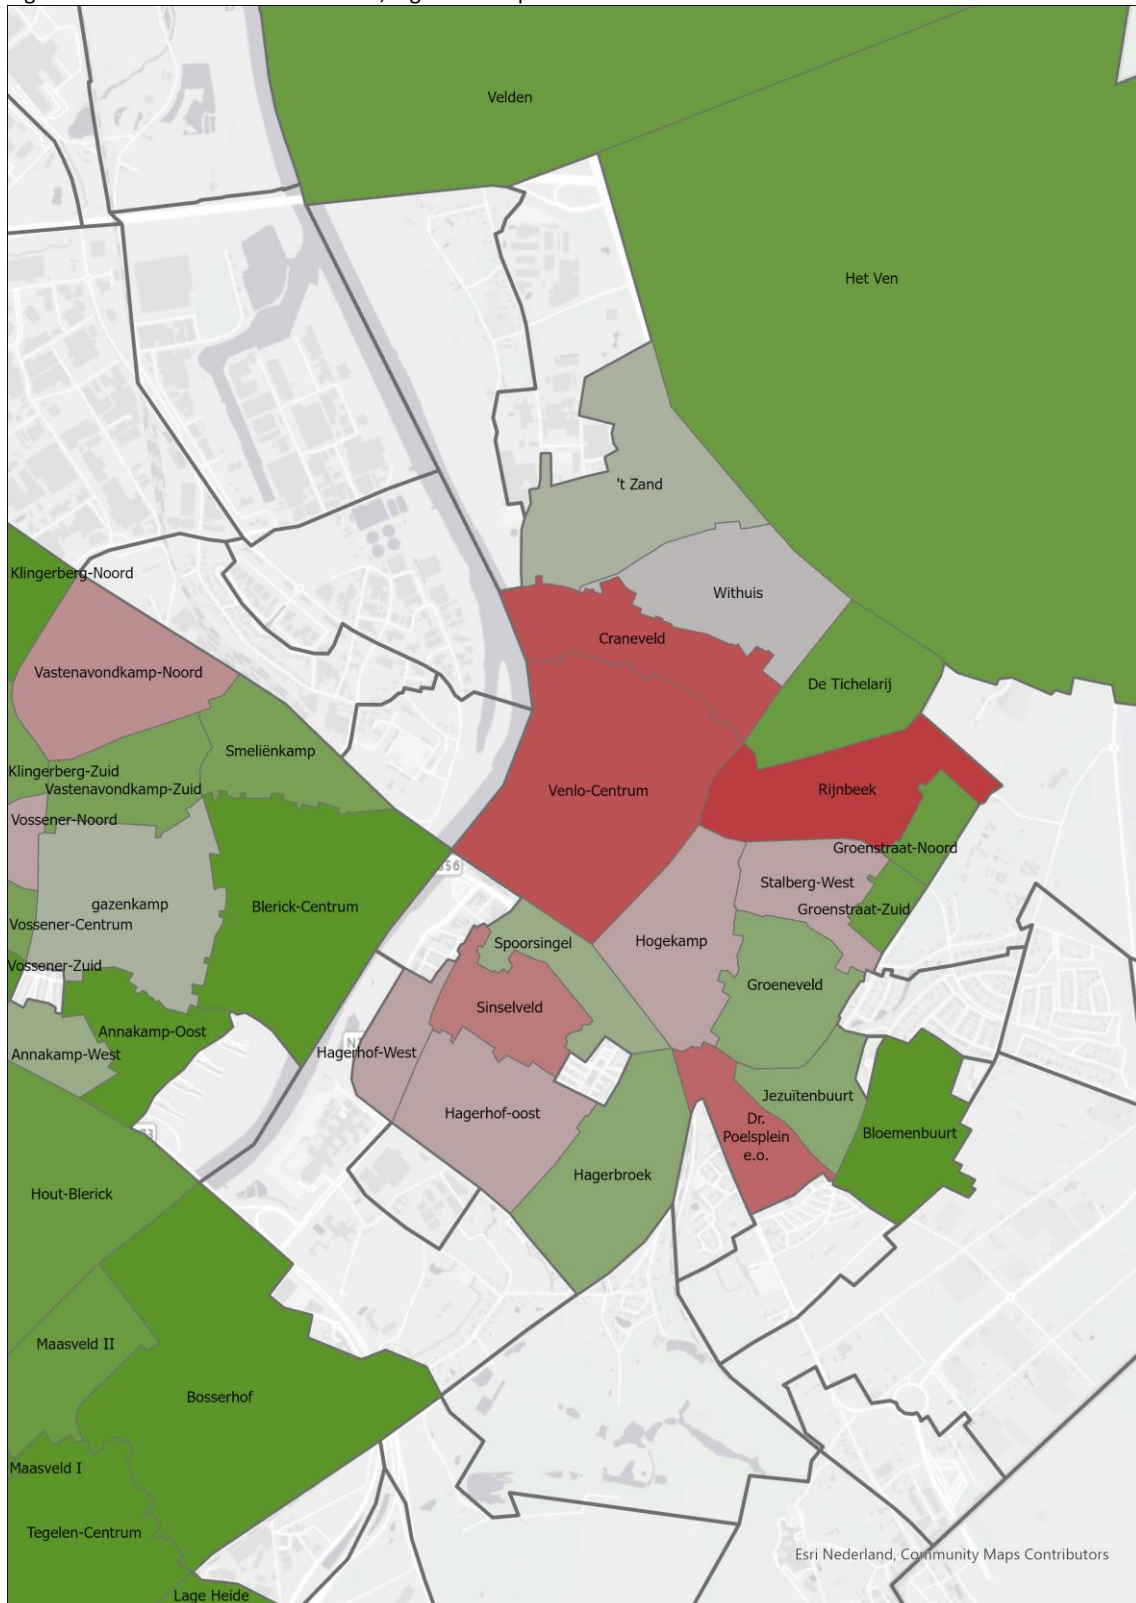 Velden
Het Ven
't Zand
Klingerberg-Noord
Withuis
Craneveld
Vastenavondkamp-Noord
De Tichelarij
Smeliënkamp
Klingerberg-Zuid
Vastenavondkamp-Zuid
Venlo-Centrum
Rijnbeek
Vossener-Noord
Groenstraat-Noord
556
Stalberg-West
gazenkamp
Blerick-Centrum
Groenstraat-Zuid
Vossener-Centrum
Spoorsingel
Hogekamp
Vossener-Zuid
Groeneveld
Sinselveld
Annakamp-Oost
Annakamp-West
Hagerhof-West
Jezuïtenbuurt
Hagerhof-oost
Dr.
Poelsplein
e.o.
Bloemenbuurt
Hagerbroek
Hout-Blerick
Maasveld II
Bosserhof
Maasveld I
Tegelen-Centrum
Esri Nederland, Community Maps Contributors
Lage Heide